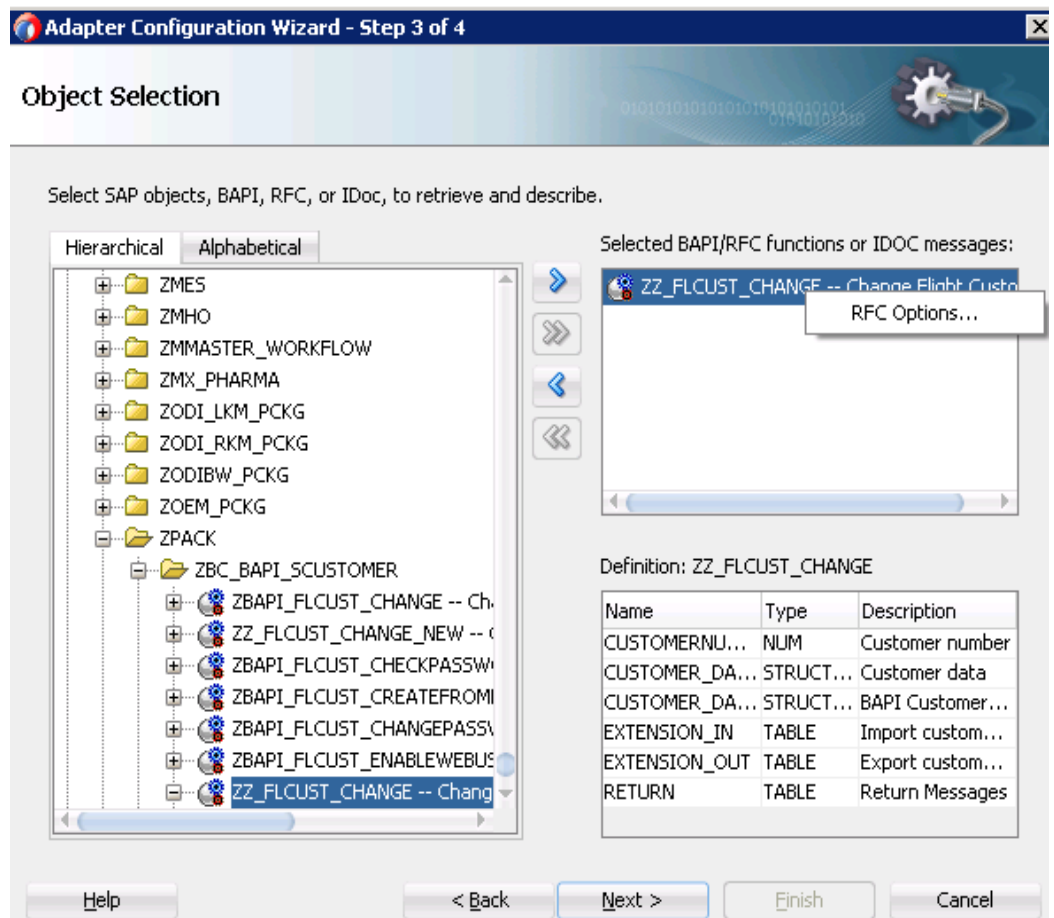 Adapter Configuration Wizard - Step 3 of 4
Object Selection
Select SAP objects, BAPI, RFC, or IDoc, to retrieve and describe.
Hierarchical Alphabetical
ZMES
ZMHO
ZMMASTER_WORKFLOW
ZMX_PHARMA
ZODI_LKM_PCKG
ZODI_RKM_PCKG
ZODIBW_PCKG
ZOEM_PCKG
ZPACK
ZBC_BAPI_SCUSTOMER
ZBAPI_FLCUST_CHANGE -- Ch
ZZ_FLCUST_CHANGE_NEW --
ZBAPI_FLCUST_CHECKPASSW
ZBAPI_FLCUST_CREATEFROM
ZBAPI_FLCUST_CHANGEPASS
ZBAPI_FLCUST_ENABLEWEBUS
ZZ_FLCUST_CHANGE -- Chang
Selected BAPI/RFC functions or IDOC messages:
ZZ_FLCUST_CHANGE -- Change Flight Custo
RFC Options...
Definition: ZZ_FLCUST_CHANGE
Name Type Description
CUSTOMERNU... NUM Customer number
CUSTOMER_DA... STRUCT... Customer data
CUSTOMER_DA... STRUCT... BAPI Customer...
EXTENSION_IN TABLE Import custom...
EXTENSION_OUT TABLE Export custom...
RETURN TABLE Return Messages
Help < Back Next > Finish Cancel